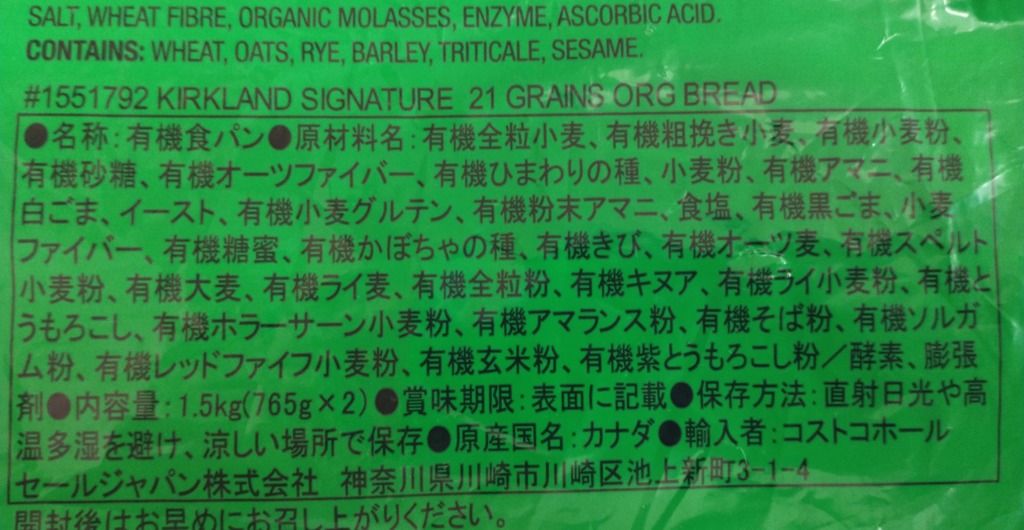 SALT, WHEAT FIBRE, ORGANIC MOLASSES, ENZYME, ASCORBIC ACID.
CONTAINS: WHEAT, OATS, RYE, BARLEY, TRITICALE, SESAME.
#1551792 KIRKLAND SIGNATURE 21 GRAINS ORG BREAD
●名称：有機食パン●原材料名：有機全粒小麦、有機粗挽き小麦、有機小麦粉、
有機砂糖、有機オーツファイバー、有機ひまわりの種、小麦粉、有機アマニ、有機
白ごま、イースト、有機小麦グルテン、有機粉末アマニ、食塩、有機黒ごま、小麦
ファイバー、有機糖蜜、有機かぼちゃの種、有機きび、有機オーツ麦、有機スペルト
小麦粉、有機大麦、有機ライ麦、有機全粒粉、有機キヌア、有機ライ小麦粉、有機と
うもろこし、有機ホラーサーン小麦粉、有機アマランス粉、有機そば粉、有機ソルガ
ム粉、有機レッドファイフ小麦粉、有機玄米粉、有機紫とうもろこし粉／酵素、膨張
剤●内容量：1.5kg(765g×2)●賞味期限：表面に記載●保存方法：直射日光や高
温多湿を避け、涼しい場所で保存●原産国名：カナダ●輸入者：コストコホール
セールジャパン株式会社 神奈川県川崎市川崎区池上新町3-1-4
開封後はお早めにお召し上がりください。